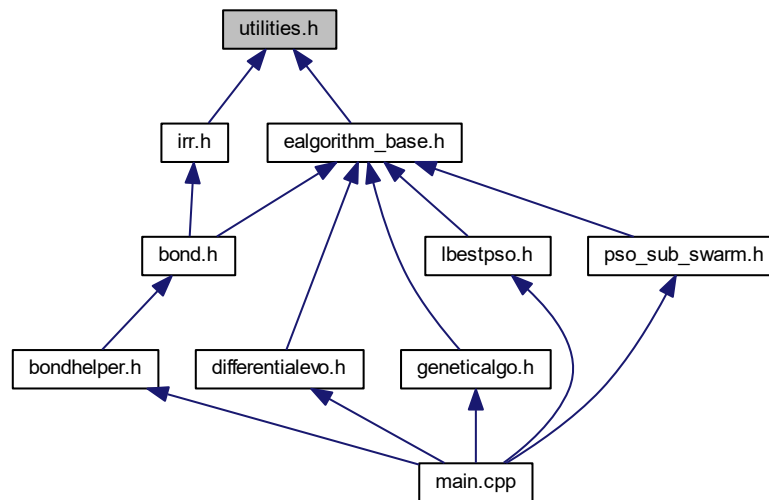 utilities.h
irr.h
ealgorithm_base.h
bond.h
lbestpso.h
pso_sub_swarm.h
bondhelper.h
differentialevo.h
geneticalgo.h
main.cpp